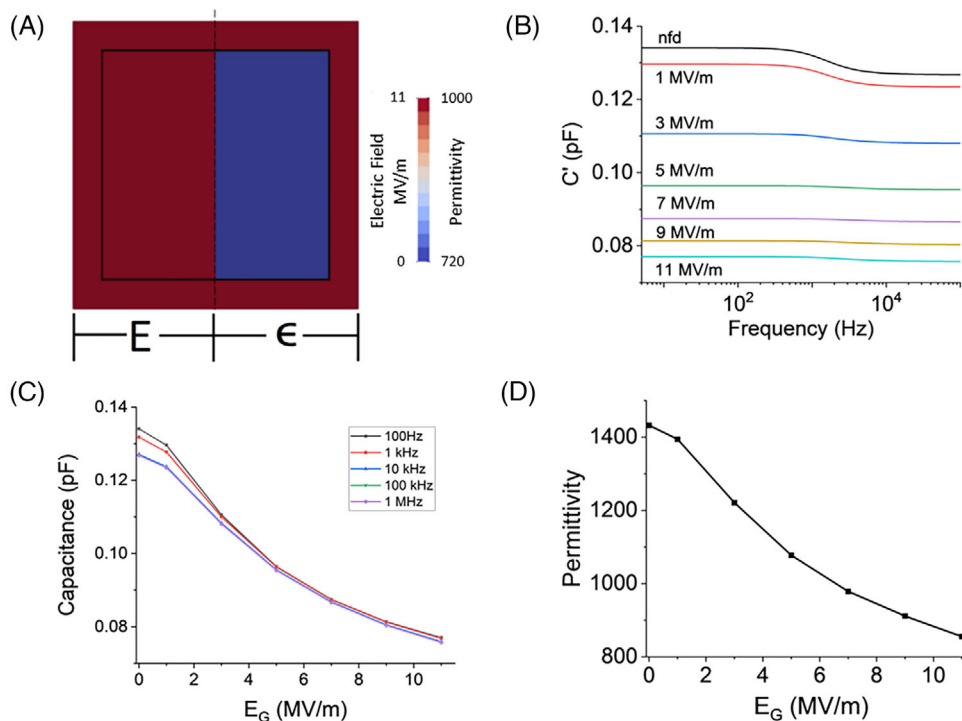 (A)
11
1000
Electric Field
MV/m
Permittivity
0
720
E
ϵ
(B)
0.14
0.12
0.10
0.08
C' (pF)
nfd
1 MV/m
3 MV/m
5 MV/m
7 MV/m
9 MV/m
11 MV/m
10²
10⁴
Frequency (Hz)
(C)
0.14
0.12
0.10
0.08
Capacitance (pF)
100Hz
1 kHz
10 kHz
100 kHz
1 MHz
0 2 4 6 8 10
E_G (MV/m)
(D)
1400
1200
1000
800
Permittivity
0 2 4 6 8 10
E_G (MV/m)